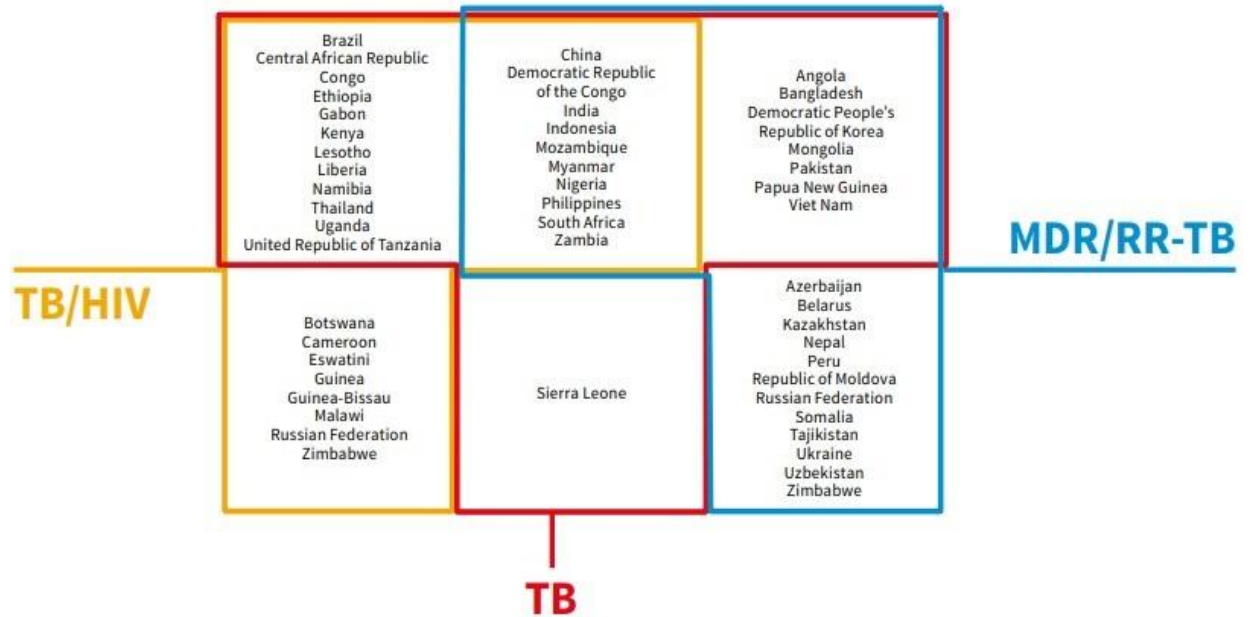 Brazil
Central African Republic
Congo
Ethiopia
Gabon
Kenya
Lesotho
Liberia
Namibia
Thailand
Uganda
United Republic of Tanzania
China
Democratic Republic
of the Congo
India
Indonesia
Mozambique
Myanmar
Nigeria
Philippines
South Africa
Zambia
Angola
Bangladesh
Democratic People's
Republic of Korea
Mongolia
Pakistan
Papua New Guinea
Viet Nam
MDR/RR-TB
TB/HIV
Botswana
Cameroon
Eswatini
Guinea
Guinea-Bissau
Malawi
Russian Federation
Zimbabwe
Sierra Leone
Azerbaijan
Belarus
Kazakhstan
Nepal
Peru
Republic of Moldova
Russian Federation
Somalia
Tajikistan
Ukraine
Uzbekistan
Zimbabwe
TB